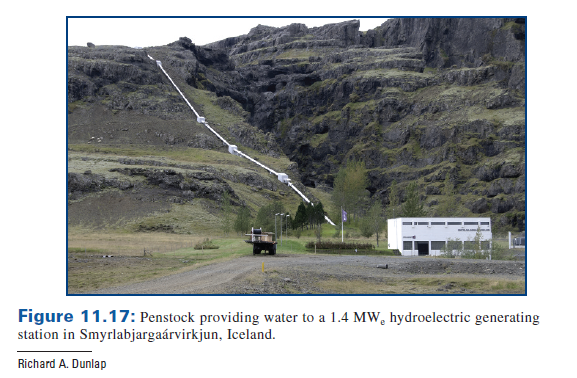 Figure 11.17: Penstock providing water to a 1.4 MWₑ hydroelectric generating
station in Smyrlabjargaárvirkjun, Iceland.
Richard A. Dunlap